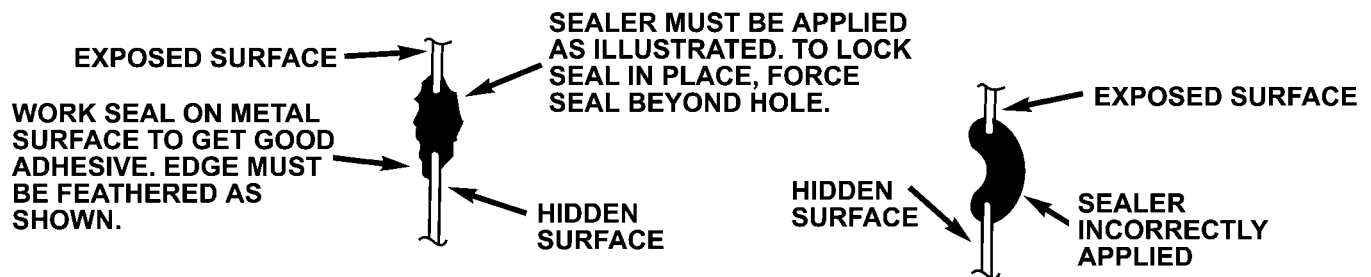 EXPOSED SURFACE
SEALER MUST BE APPLIED
AS ILLUSTRATED. TO LOCK
SEAL IN PLACE, FORCE
SEAL BEYOND HOLE.
WORK SEAL ON METAL
SURFACE TO GET GOOD
ADHESIVE. EDGE MUST
BE FEATHERED AS
SHOWN.
HIDDEN
SURFACE
EXPOSED SURFACE
HIDDEN
SURFACE
SEALER
INCORRECTLY
APPLIED